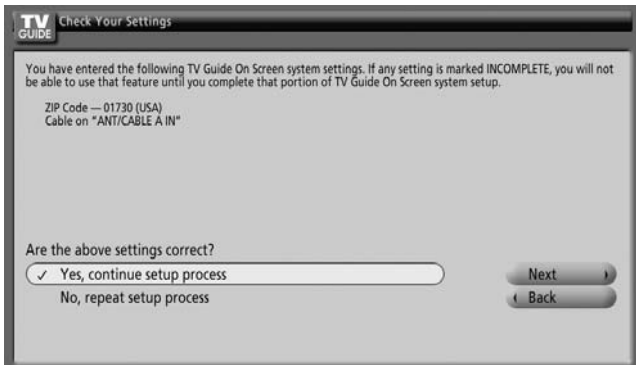 TV GUIDE
Check Your Settings
You have entered the following TV Guide On Screen system settings. If any setting is marked INCOMPLETE, you will not
be able to use that feature until you complete that portion of TV Guide On Screen system setup.
ZIP Code — 01730 (USA)
Cable on "ANT/CABLE A IN"
Are the above settings correct?
✓ Yes, continue setup process
No, repeat setup process
Next
Back